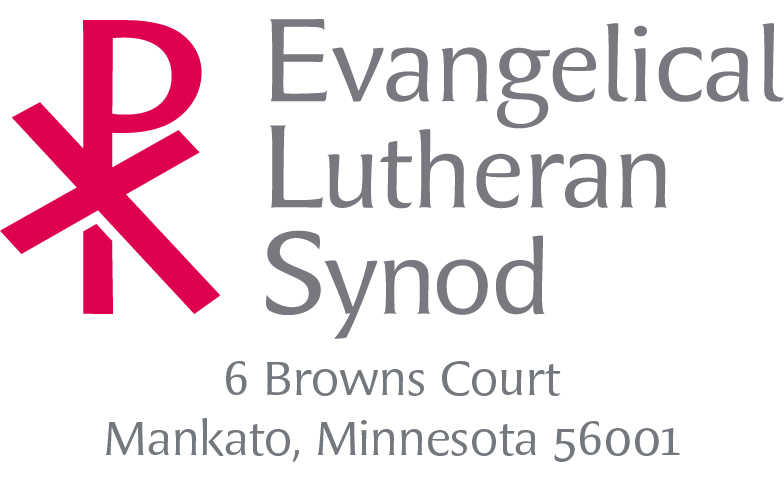 Evangelical
Lutheran
Synod
6 Browns Court
Mankato, Minnesota 56001